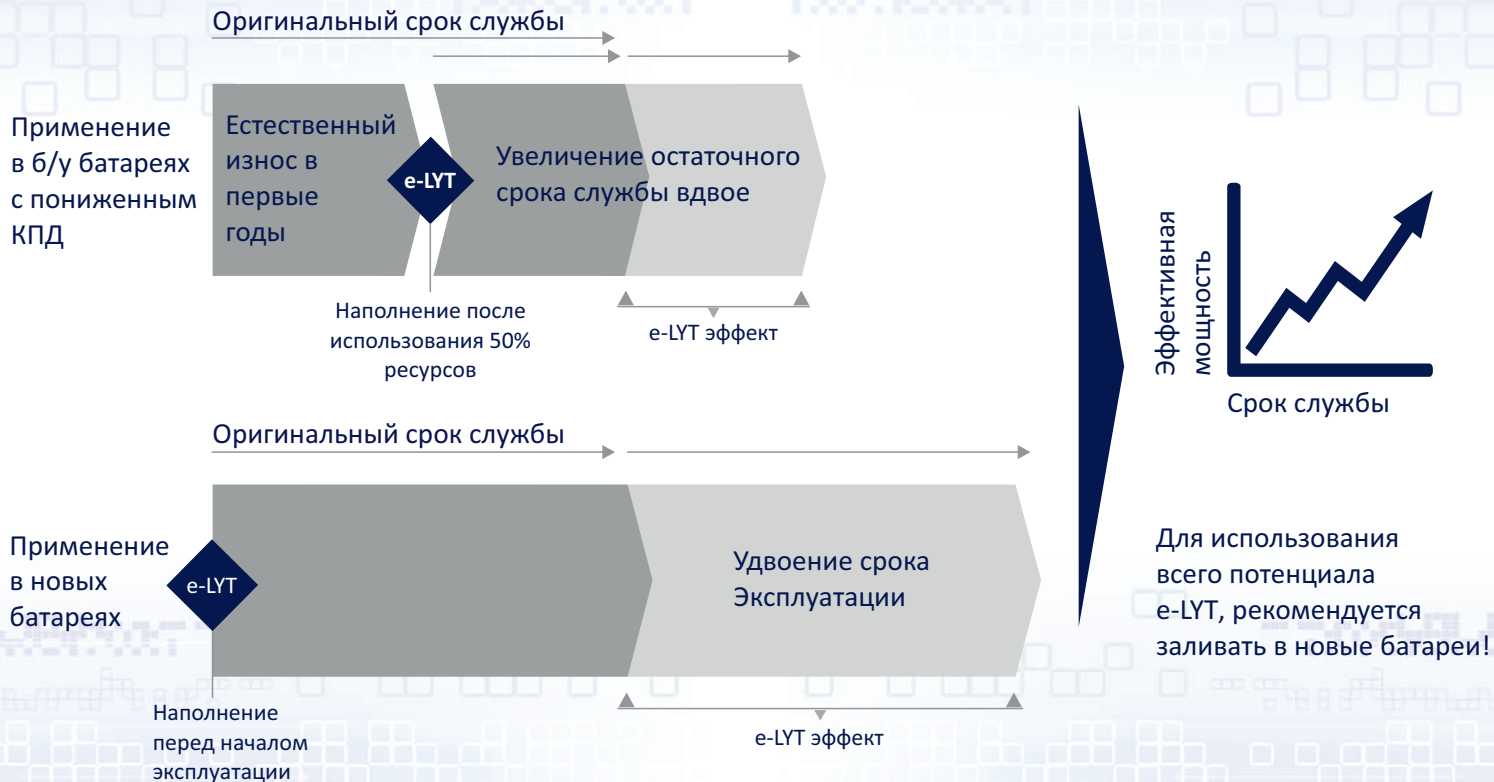 Оригинальный срок службы
Применение
в б/у батареях
с пониженным
КПД
Естественный
износ в
первые
годы
e-LYT
Увеличение остаточного
срока службы вдвое
Наполнение после
использования 50%
ресурсов
e-LYT эффект
Оригинальный срок службы
Применение
в новых
батареях
e-LYT
Удвоение срока
Эксплуатации
Наполнение
перед началом
эксплуатации
e-LYT эффект
Эффективная
мощность
Срок службы
Для использования
всего потенциала
e-LYT, рекомендуется
заливать в новые батареи!